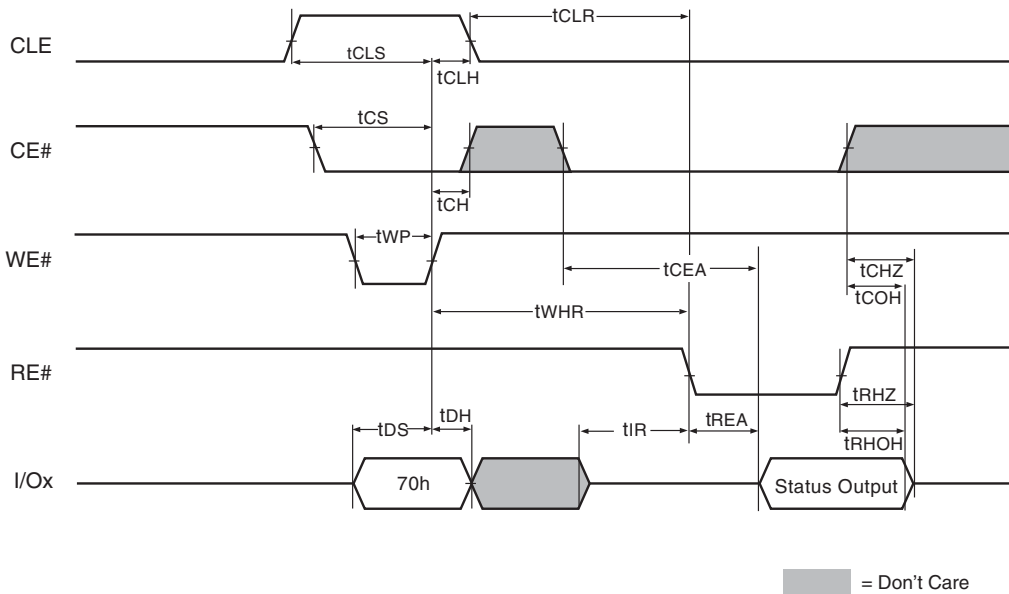 tCLR
CLE
tCLS
tCLH
tCS
CE#
tCH
tWP
WE#
tCEA
tCHZ
tCOH
tWHR
RE#
tDH
tRHZ
tDS
tIR
tREA
tRHOH
I/Ox
70h
Status Output
= Don't Care